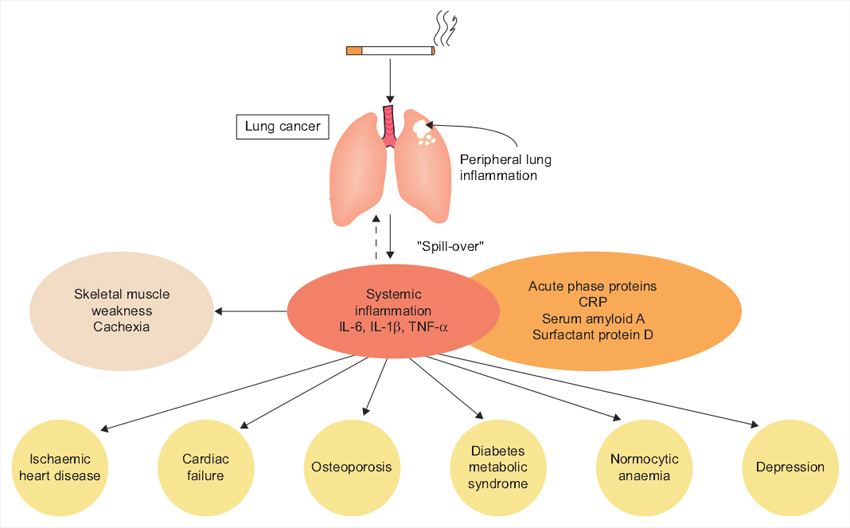 Lung cancer
Peripheral lung
inflammation
"Spill-over"
Skeletal muscle
weakness
Cachexia
Systemic
inflammation
IL-6, IL-1β, TNF-α
Acute phase proteins
CRP
Serum amyloid A
Surfactant protein D
Ischaemic
heart disease
Cardiac
failure
Osteoporosis
Diabetes
metabolic
syndrome
Normocytic
anaemia
Depression